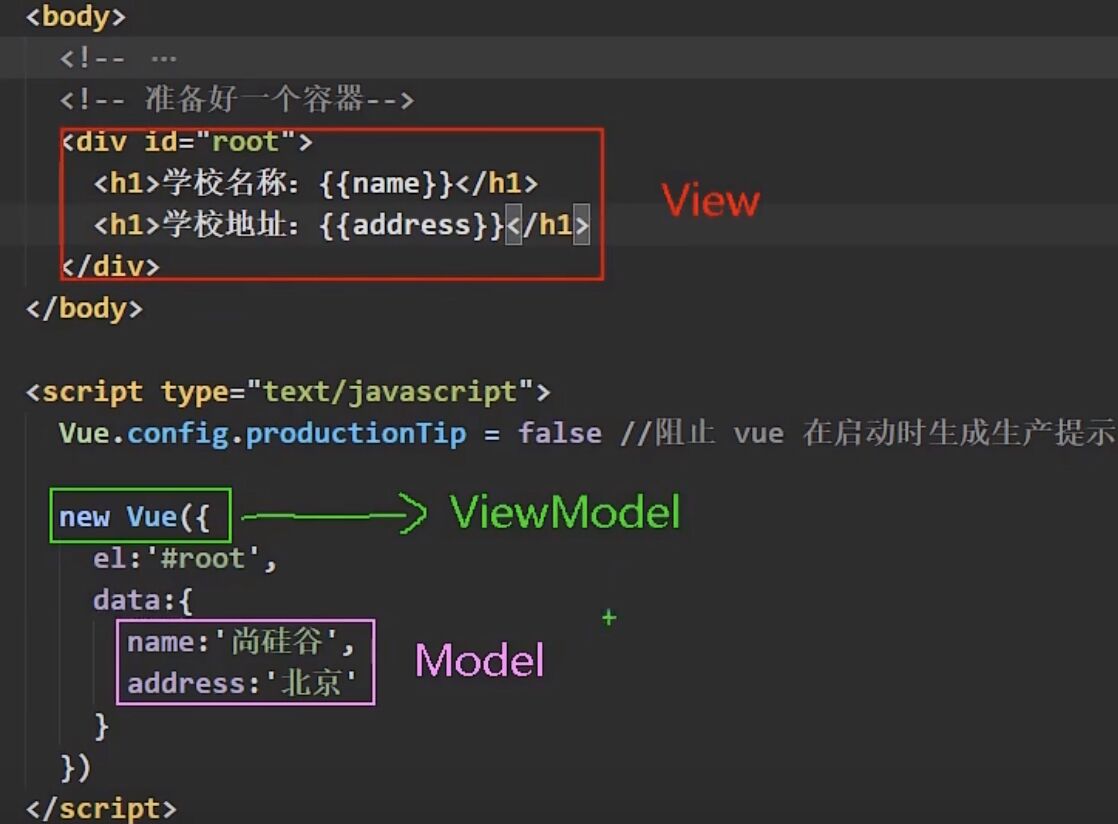 <body>
<!-- ...
<!-- 准备好一个容器-->
<div id="root">
<h1>学校名称：{{name}}</h1>
<h1>学校地址：{{address}}</h1>
</div>
View
</body>
<script type="text/javascript">
Vue.config.productionTip = false //阻止 vue 在启动时生成生产提示
new Vue({
ViewModel
el:'#root',
data:{
name:'尚硅谷',
address:'北京'
Model
}
})
</script>